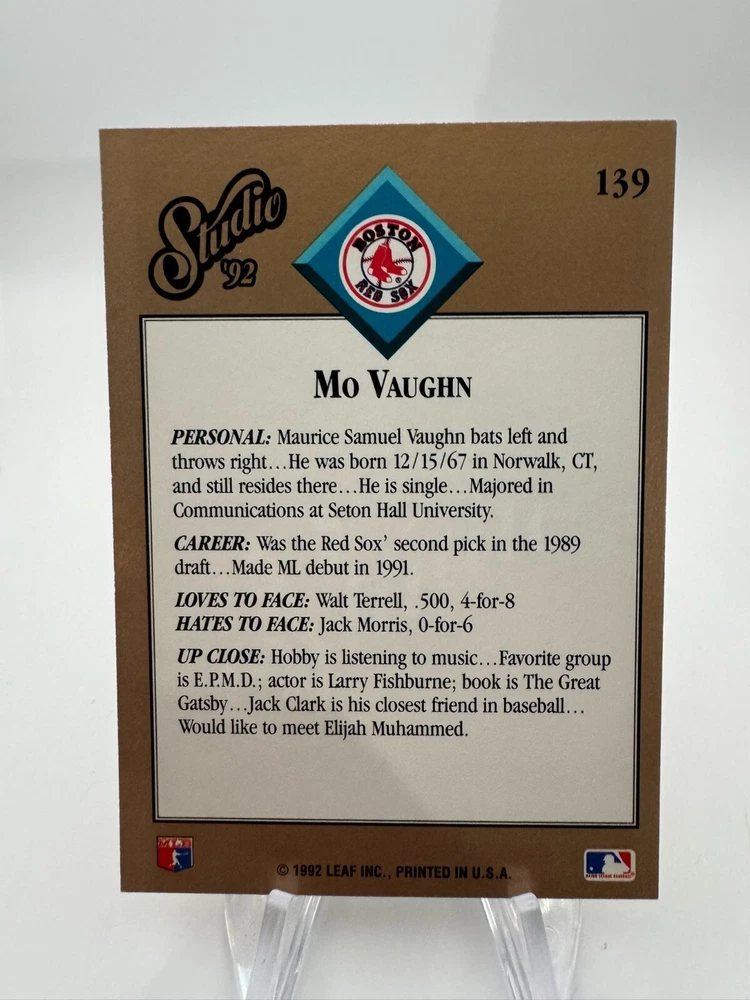 Studio
'92
139
BOSTON
RED SOX
®
MO VAUGHN
PERSONAL: Maurice Samuel Vaughn bats left and
throws right...He was born 12/15/67 in Norwalk, CT,
and still resides there...He is single...Majored in
Communications at Seton Hall University.
CAREER: Was the Red Sox' second pick in the 1989
draft...Made ML debut in 1991.
LOVES TO FACE: Walt Terrell, .500, 4-for-8
HATES TO FACE: Jack Morris, 0-for-6
UP CLOSE: Hobby is listening to music...Favorite group
is E.P.M.D.; actor is Larry Fishburne; book is The Great
Gatsby...Jack Clark is his closest friend in baseball...
Would like to meet Elijah Muhammed.
© 1992 LEAF INC., PRINTED IN U.S.A.